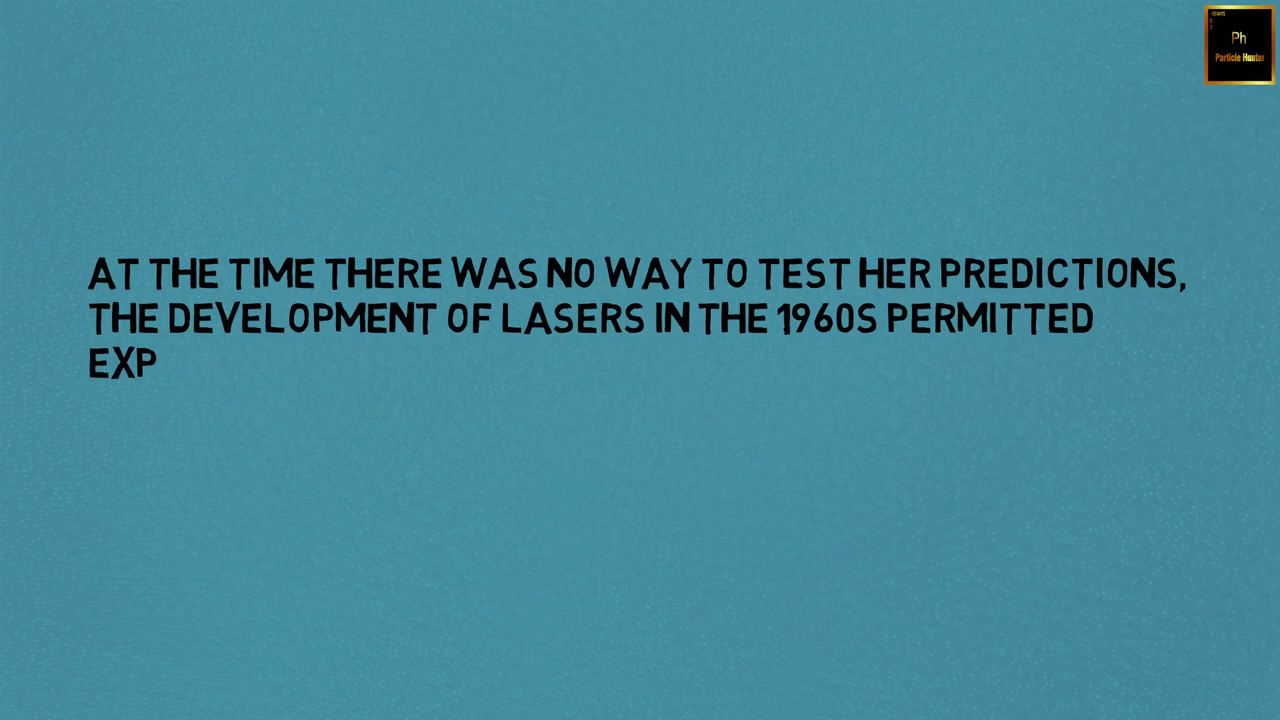 Ph
Particle Hunter
AT THE TIME THERE WAS NO WAY TO TEST HER PREDICTIONS,
THE DEVELOPMENT OF LASERS IN THE 1960S PERMITTED
EXP